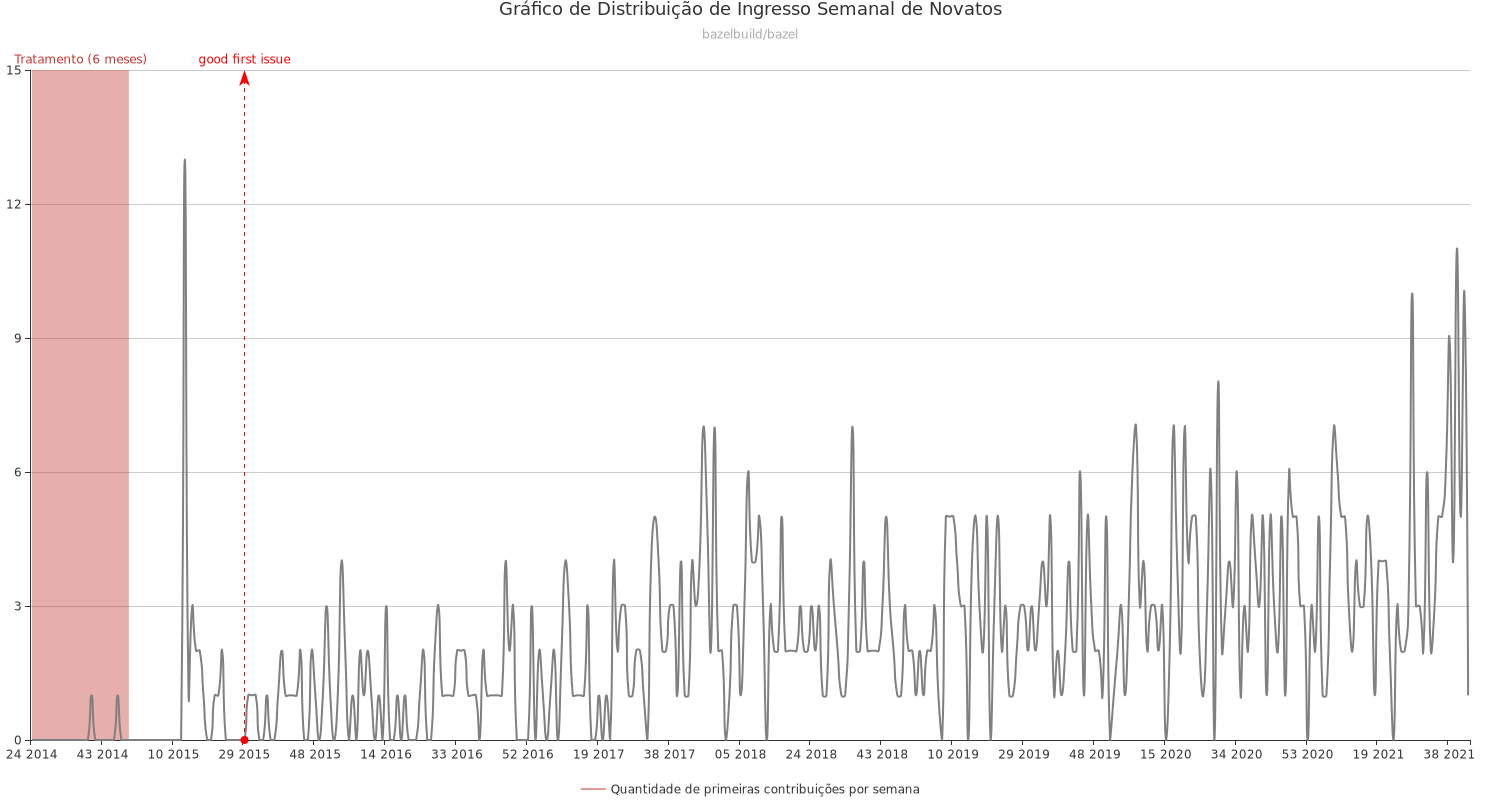 Gráfico de Distribuição de Ingresso Semanal de Novatos
bazelbuild/bazel
Tratamento (6 meses)
good first issue
15
12
9
6
3
0
24 2014 43 2014 10 2015 29 2015 48 2015 14 2016 33 2016 52 2016 19 2017 38 2017 05 2018 24 2018 43 2018 10 2019 29 2019 48 2019 15 2020 34 2020 53 2020 19 2021 38 2021
Quantidade de primeiras contribuições por semana